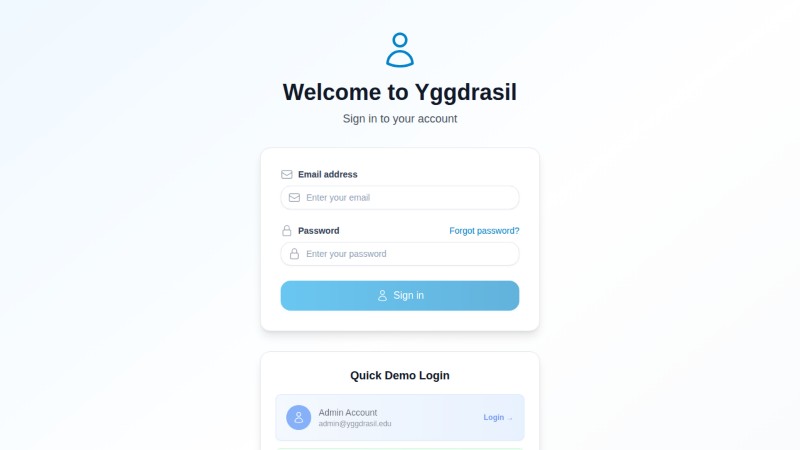 Welcome to Yggdrasil
Sign in to your account
Email address
Enter your email
Password
Forgot password?
Enter your password
Sign in
Quick Demo Login
Admin Account
admin@yggdrasil.edu
Login →